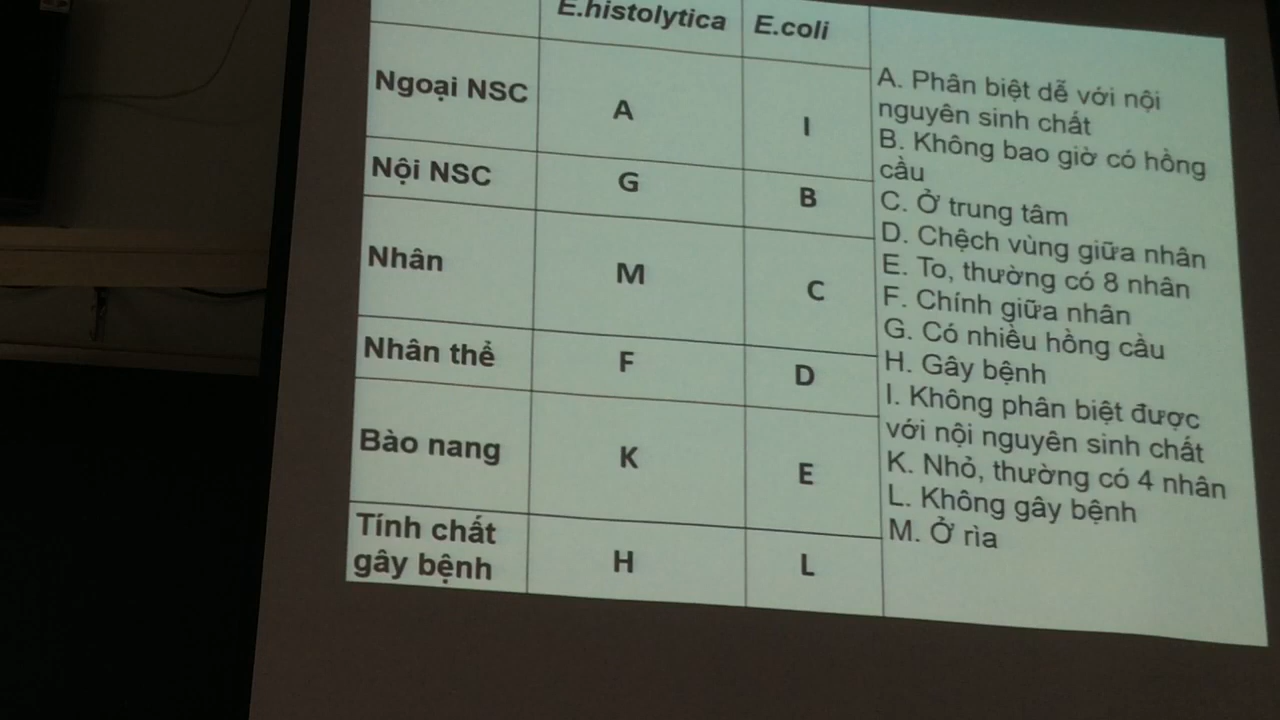 E.histolytica
E.coli
Ngoại NSC
A
I
Nội NSC
G
B
Nhân
M
C
Nhân thể
F
D
Bào nang
K
E
Tính chất
gây bệnh
H
L
A. Phân biệt dễ với nội
nguyên sinh chất
B. Không bao giờ có hồng
cầu
C. Ở trung tâm
D. Chệch vùng giữa nhân
E. To, thường có 8 nhân
F. Chính giữa nhân
G. Có nhiều hồng cầu
H. Gây bệnh
I. Không phân biệt được
với nội nguyên sinh chất
K. Nhỏ, thường có 4 nhân
L. Không gây bệnh
M. Ở rìa